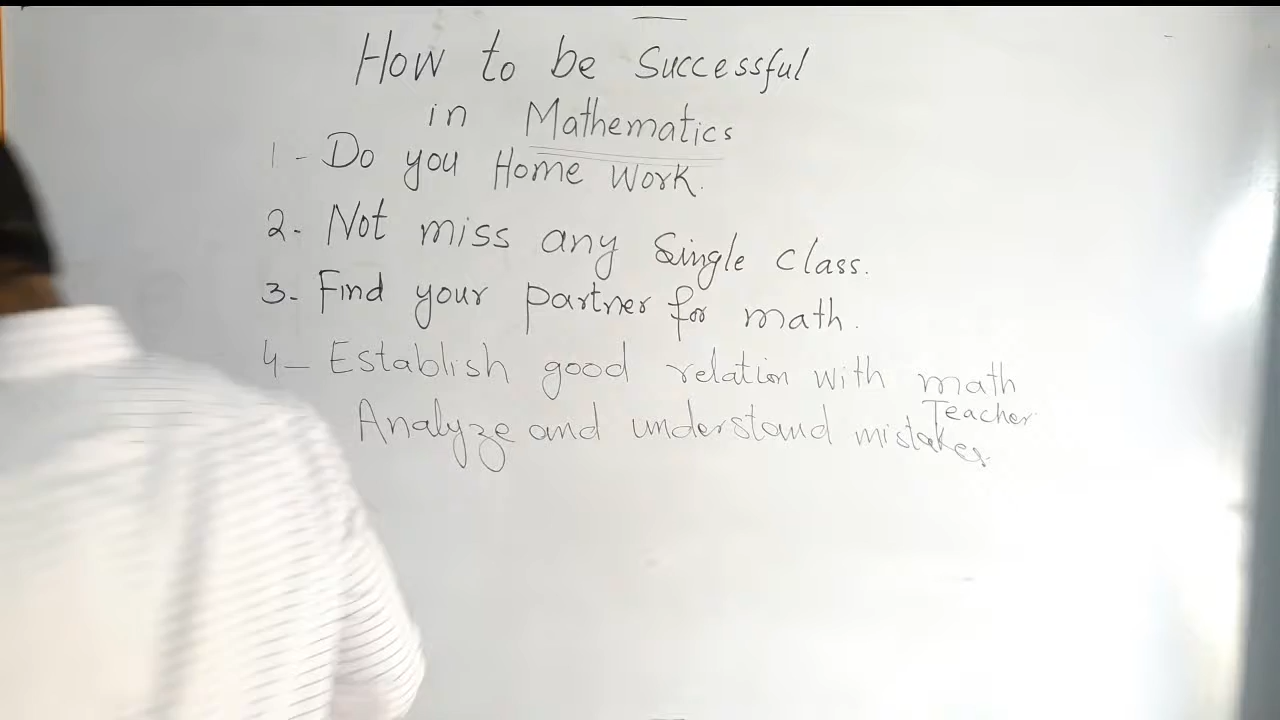 How to be Successful
in Mathematics
1 - Do you Home Work.
2 - Not miss any Single class.
3 - Find your partner for math.
4 - Establish good relation with math
Teacher.
Analyze and understand mistakes.